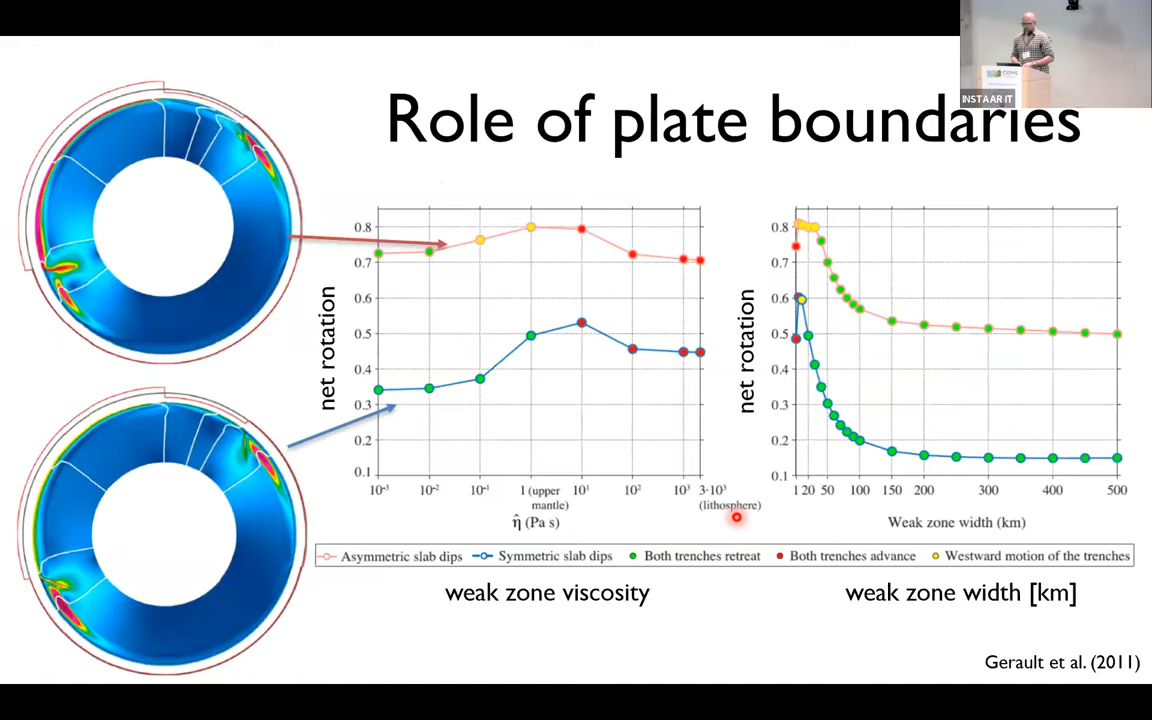 Role of plate boundaries
INSTAAR IT
net rotation
0.8
0.7
0.6
0.5
0.4
0.3
0.2
0.1
10⁻³ 10⁻² 10⁻¹ 1 (upper mantle) 10¹ 10² 10³ 3·10³ (lithosphere)
η̂ (Pa s)
net rotation
0.8
0.7
0.6
0.5
0.4
0.3
0.2
0.1
1 20 50 100 150 200 300 400 500
Weak zone width (km)
Asymmetric slab dips Symmetric slab dips Both trenches retreat Both trenches advance Westward motion of the trenches
weak zone viscosity
weak zone width [km]
Gerault et al. (2011)